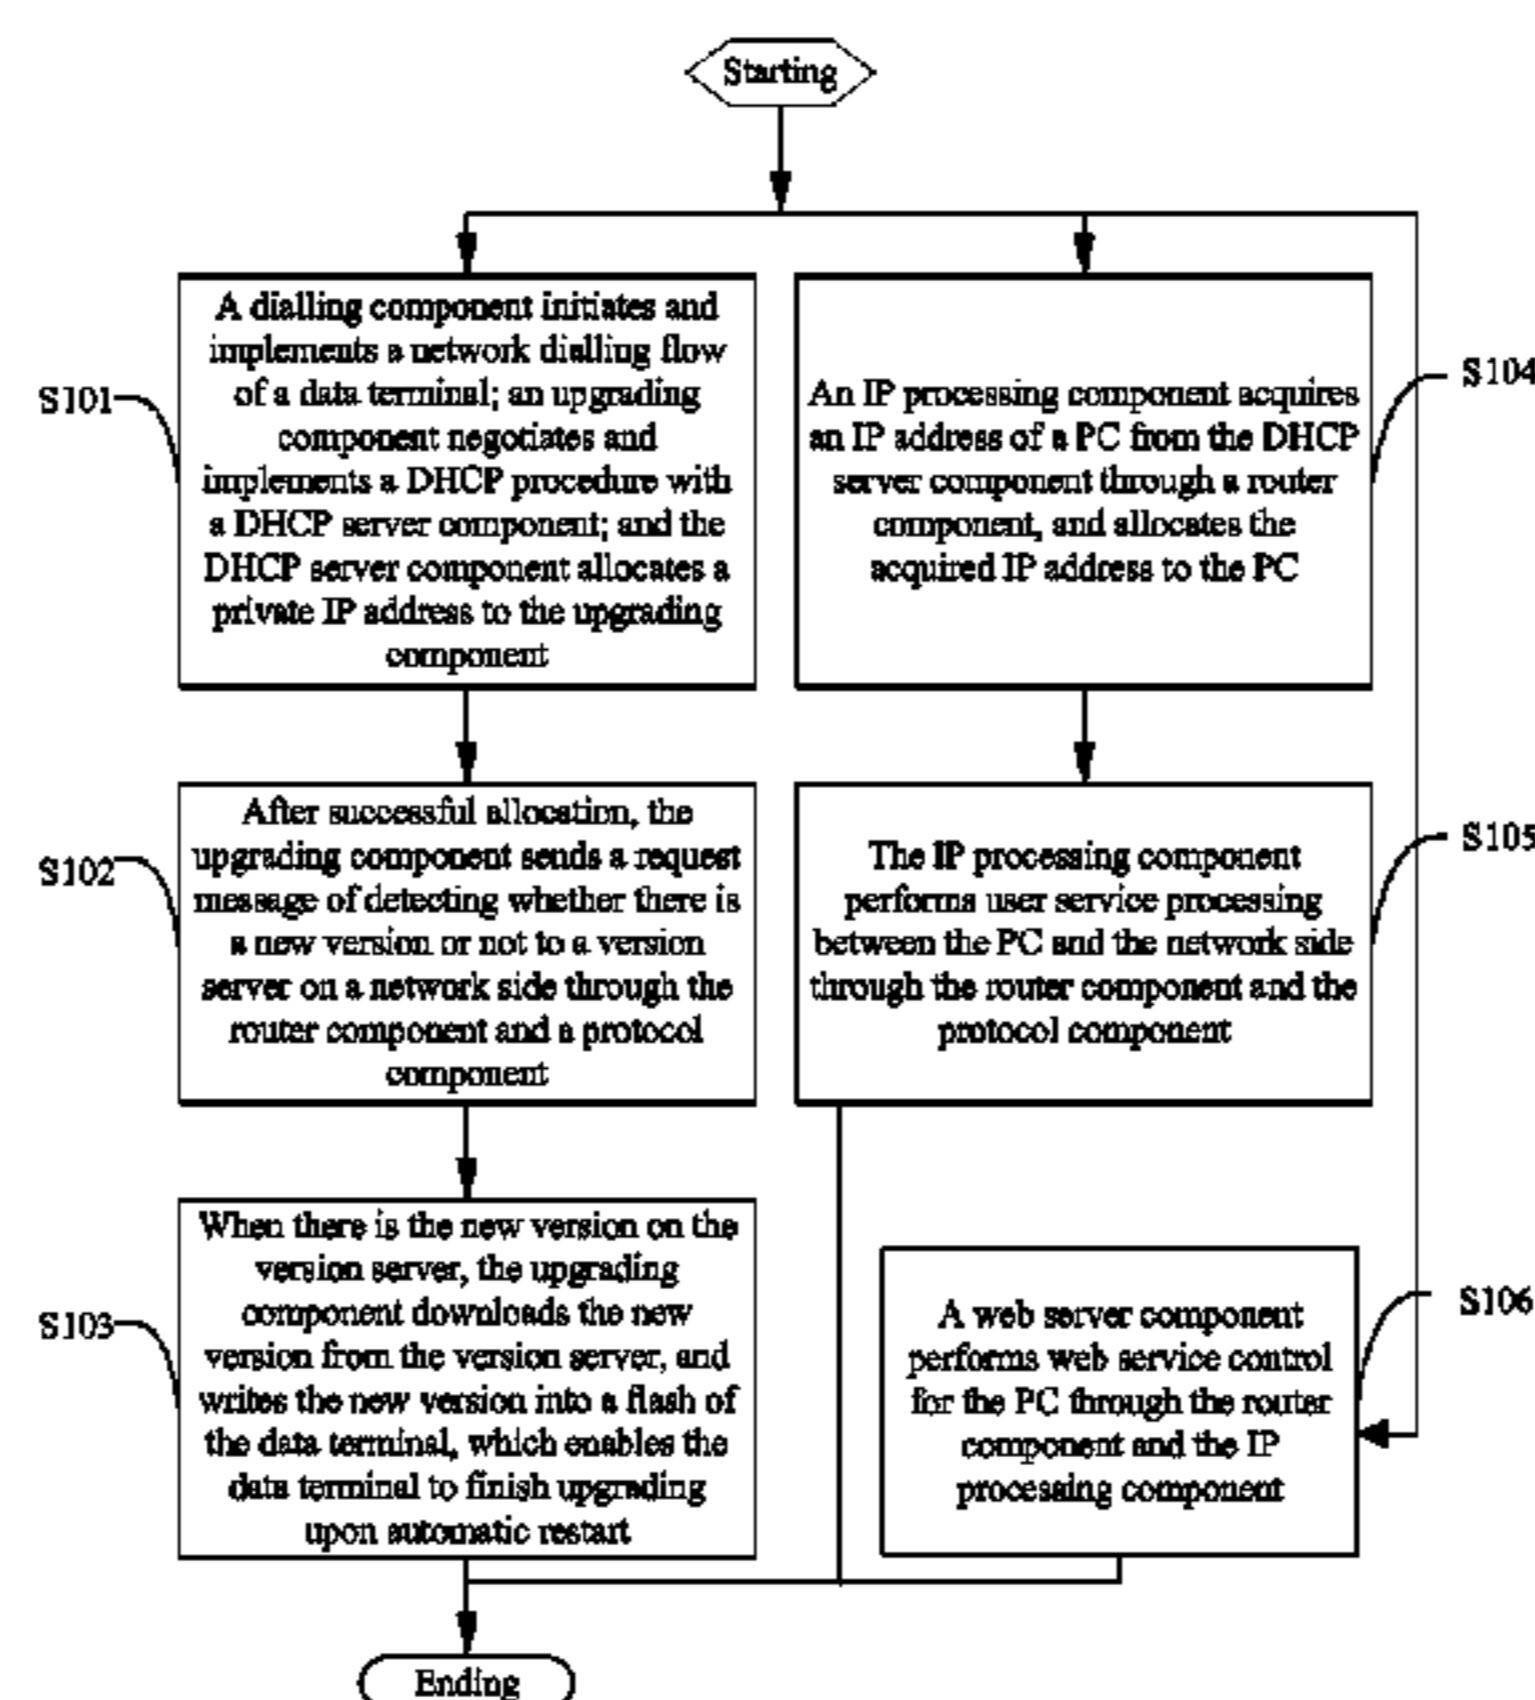 Starting
S101
A dialling component initiates and
implements a network dialling flow
of a data terminal; an upgrading
component negotiates and
implements a DHCP procedure with
a DHCP server component; and the
DHCP server component allocates a
private IP address to the upgrading
component
An IP processing component acquires
an IP address of a PC from the DHCP
server component through a router
component, and allocates the
acquired IP address to the PC
S104
S102
After successful allocation, the
upgrading component sends a request
message of detecting whether there is
a new version or not to a version
server on a network side through the
router component and a protocol
component
The IP processing component
performs user service processing
between the PC and the network side
through the router component and the
protocol component
S105
S103
When there is the new version on the
version server, the upgrading
component downloads the new
version from the version server, and
writes the new version into a flash of
the data terminal, which enables the
data terminal to finish upgrading
upon automatic restart
A web server component
performs web service control
for the PC through the router
component and the IP
processing component
S106
Ending